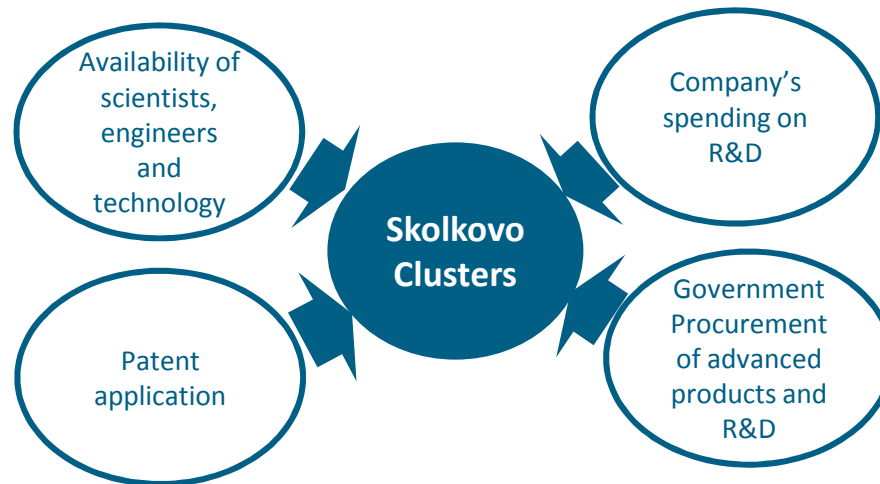 Availability of
scientists,
engineers
and
technology
Company’s
spending on
R&D
Skolkovo
Clusters
Patent
application
Government
Procurement
of advanced
products and
R&D